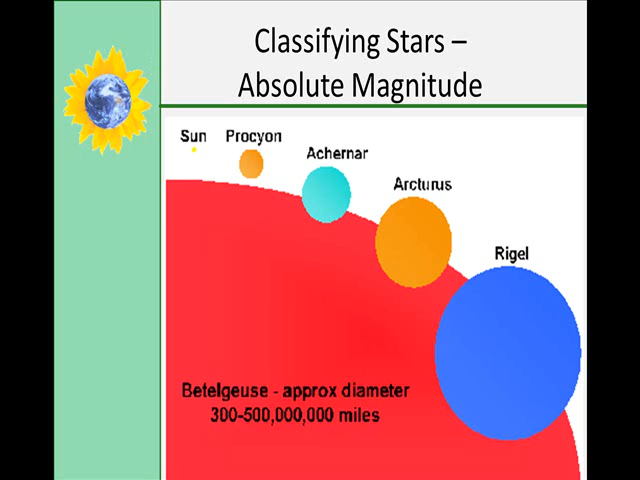 Classifying Stars –
Absolute Magnitude
Sun
Procyon
Achernar
Arcturus
Rigel
Betelgeuse - approx diameter
300-500,000,000 miles